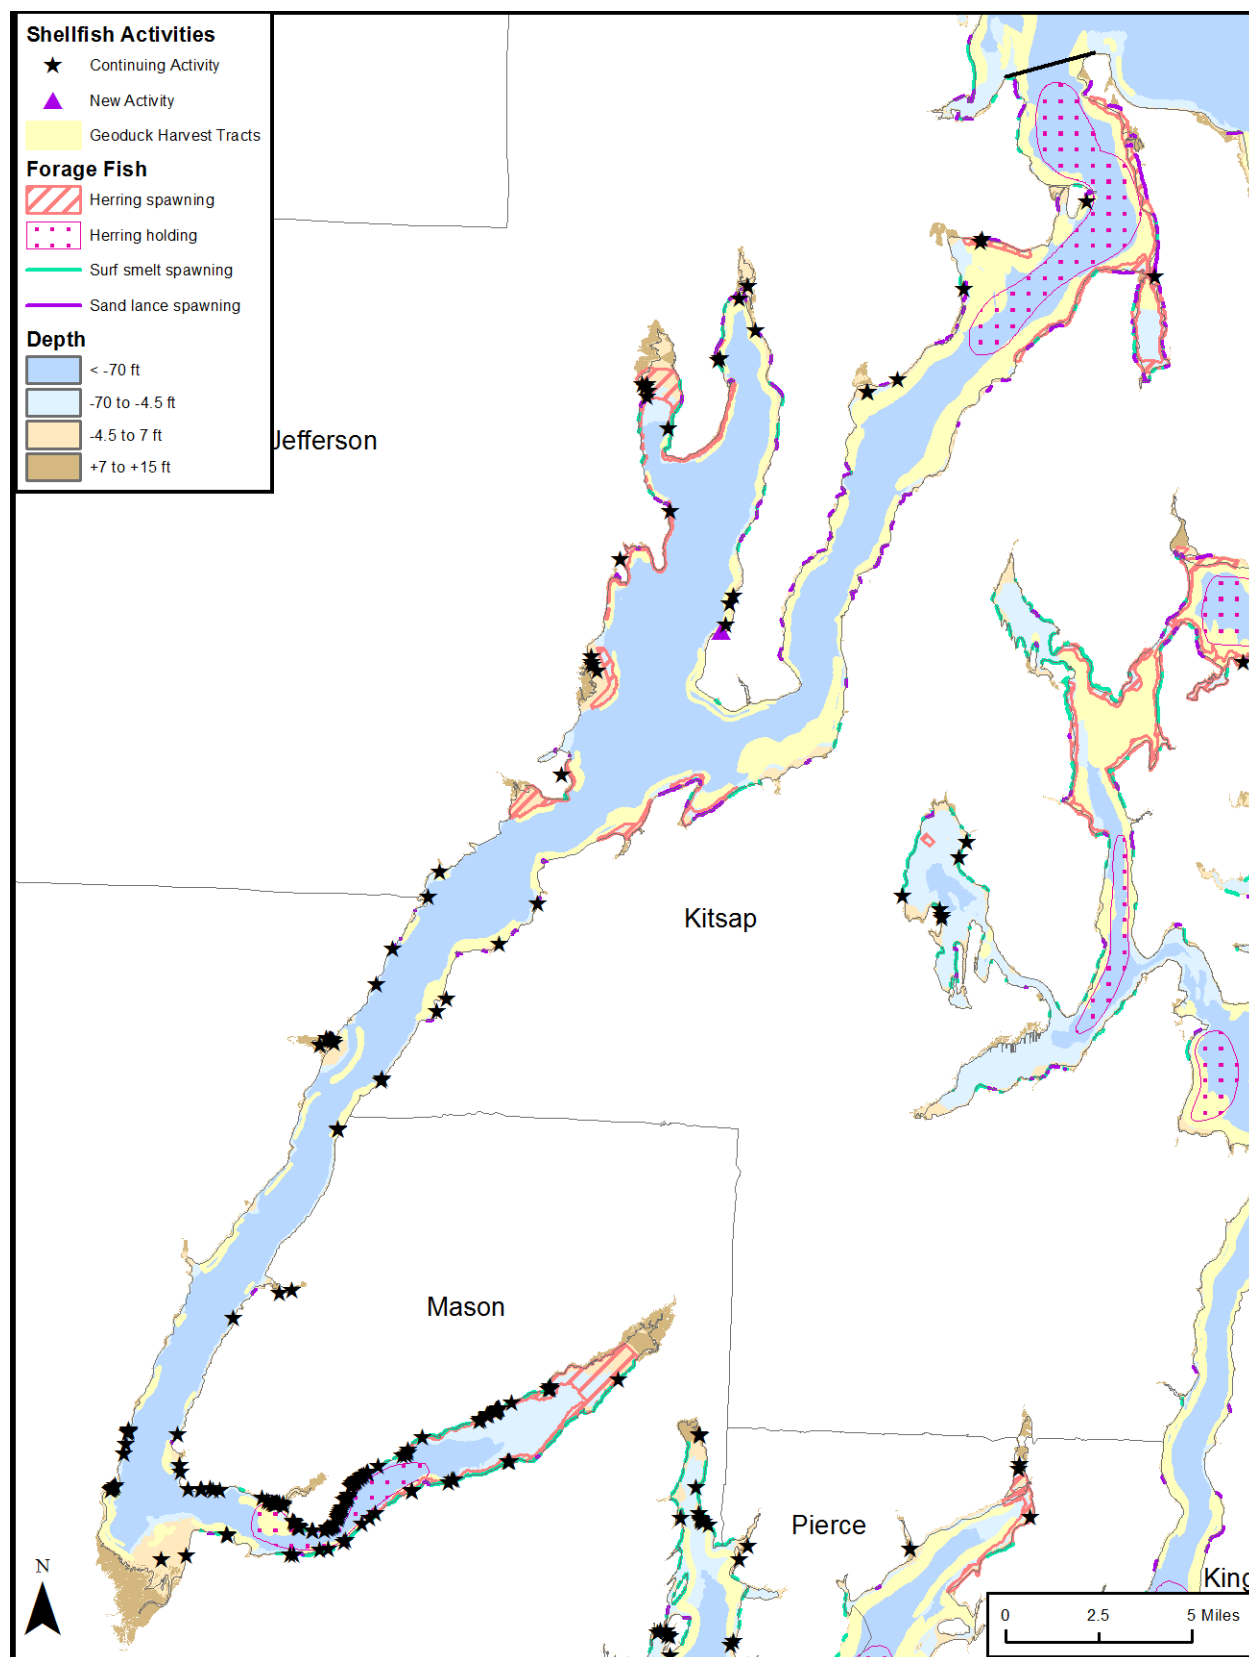 Shellfish Activities
Continuing Activity
New Activity
Geoduck Harvest Tracts
Forage Fish
Herring spawning
Herring holding
Surf smelt spawning
Sand lance spawning
Depth
< -70 ft
-70 to -4.5 ft
-4.5 to 7 ft
+7 to +15 ft
Jefferson
Kitsap
Mason
Pierce
King
N
0 2.5 5 Miles